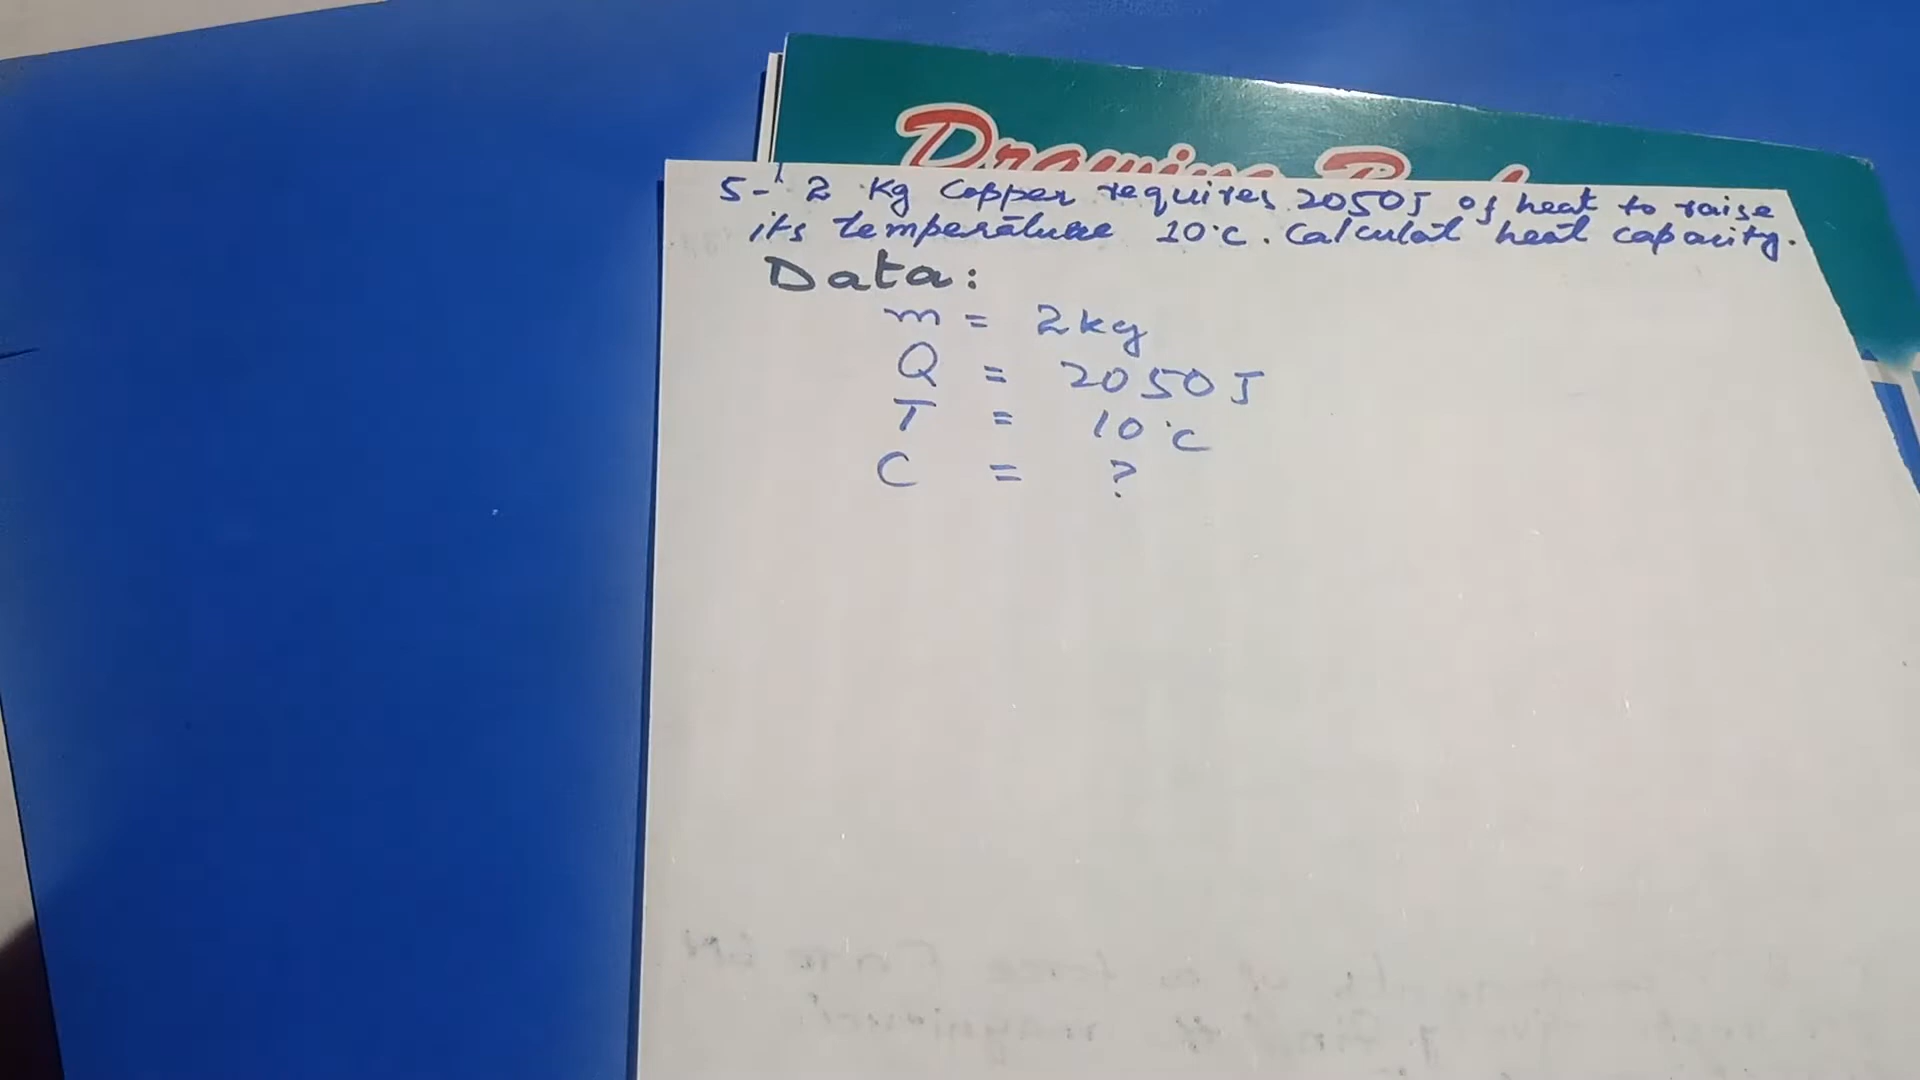 Drawing
5- 2 Kg Copper requires 2050J of heat to raise
its temperature 10°C. Calculat heat capacity.
Data:
m = 2kg
Q = 2050J
T = 10°C
C = ?